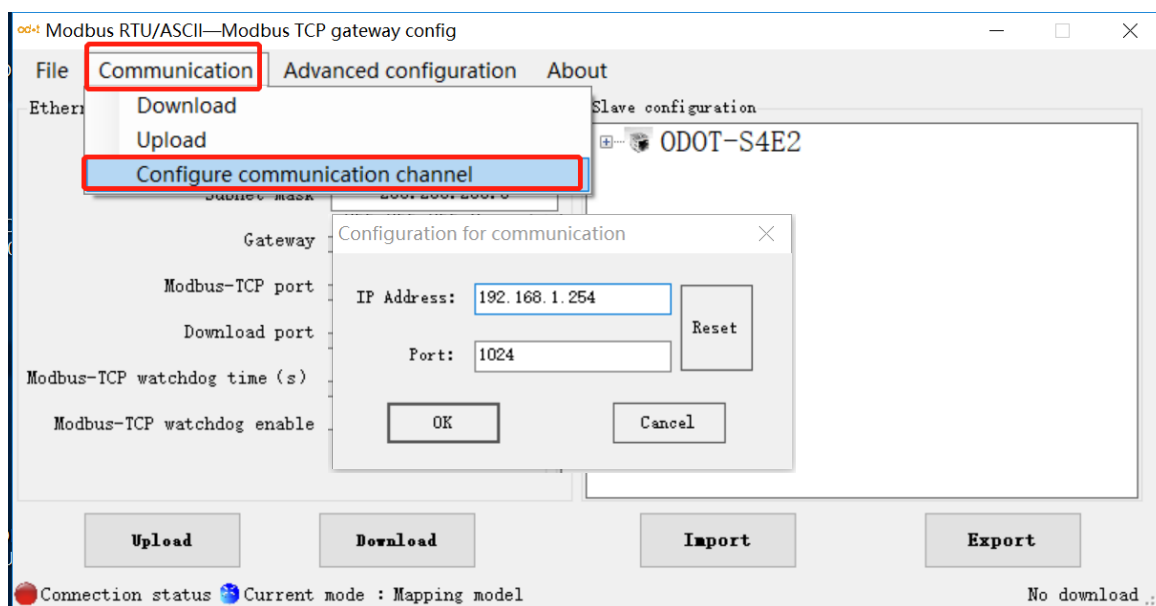 od·t Modbus RTU/ASCII—Modbus TCP gateway config
File Communication Advanced configuration About
Download
Upload
Configure communication channel
Slave configuration
ODOT-S4E2
Subnet mask
Gateway
Modbus-TCP port
Download port
Modbus-TCP watchdog time(s)
Modbus-TCP watchdog enable
Configuration for communication
IP Address: 192.168.1.254
Port: 1024
Reset
OK Cancel
Upload Download Import Export
Connection status Current mode : Mapping model No download